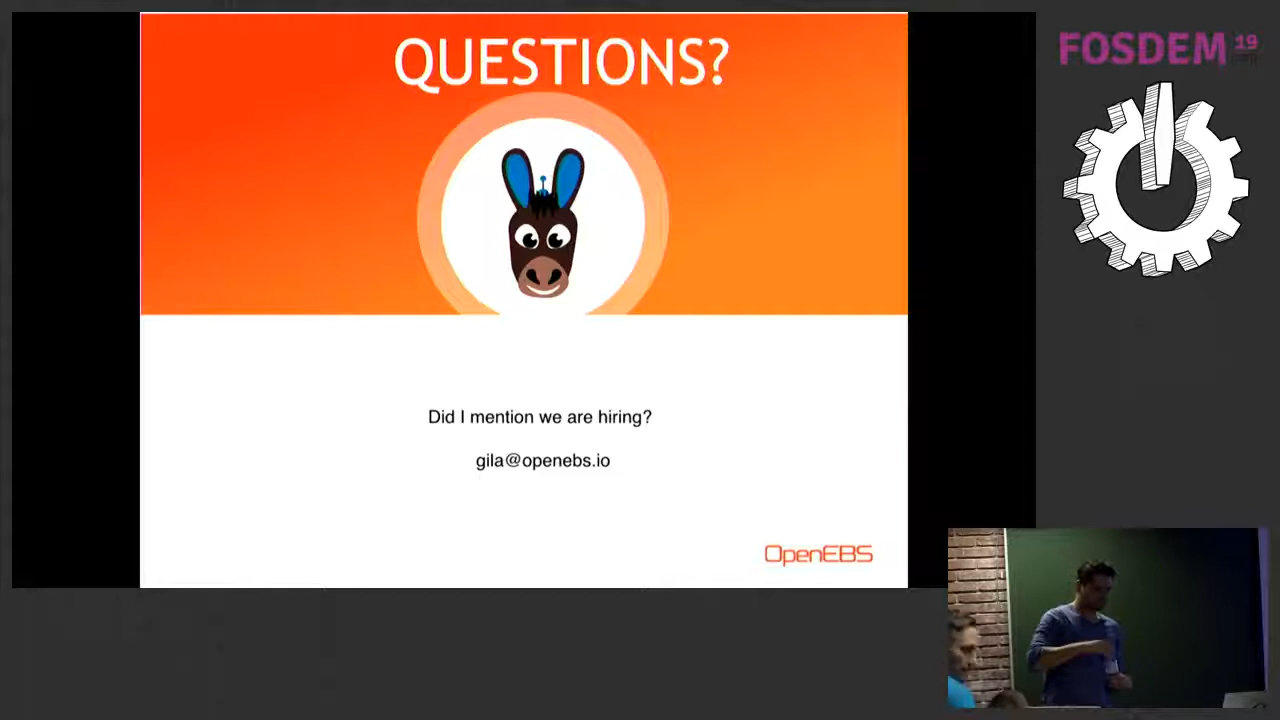 QUESTIONS?
Did I mention we are hiring?
gila@openebs.io
OpenEBS
FOSDEM 19